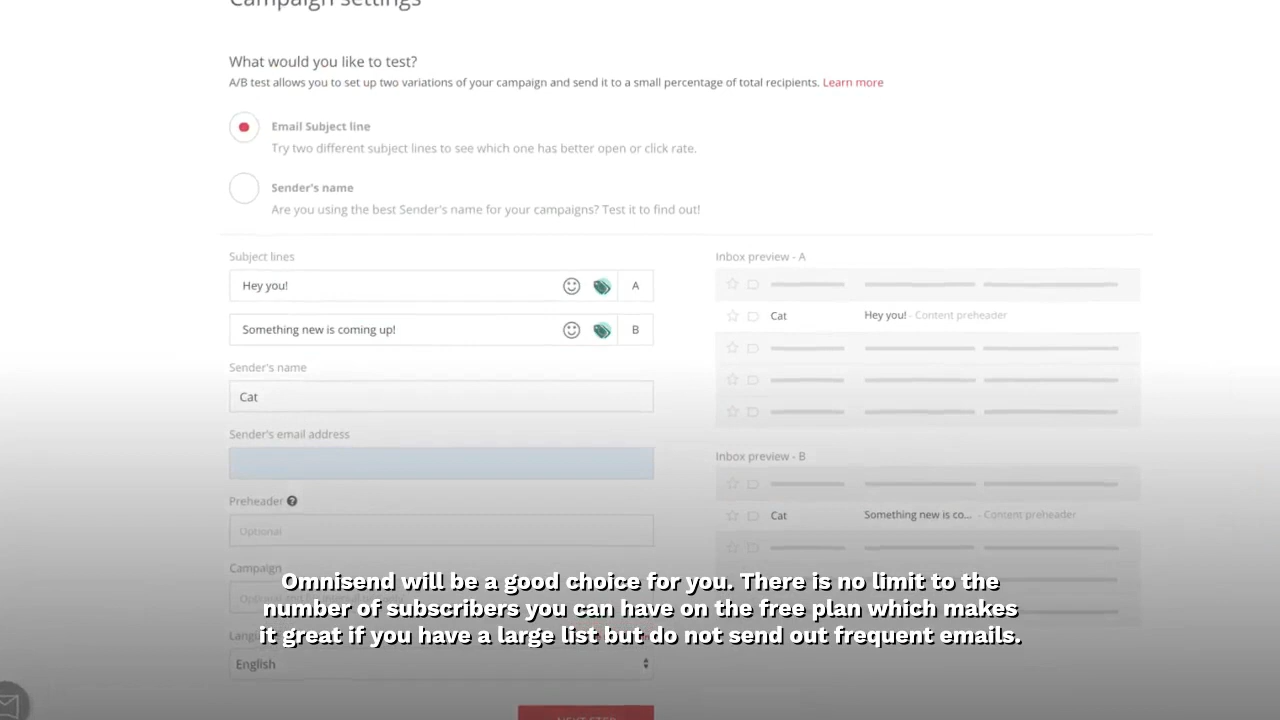 Campaign settings
What would you like to test?
A/B test allows you to set up two variations of your campaign and send it to a small percentage of total recipients. Learn more
Email Subject line
Try two different subject lines to see which one has better open or click rate.
Sender's name
Are you using the best Sender's name for your campaigns? Test it to find out!
Subject lines
Hey you! A
Something new is coming up! B
Sender's name
Cat
Sender's email address
Preheader
Optional
Campaign
Language
English
NEXT STEP
Inbox preview - A
Cat Hey you! - Content preheader
Inbox preview - B
Cat Something new is co... - Content preheader
Omnisend will be a good choice for you. There is no limit to the
number of subscribers you can have on the free plan which makes
it great if you have a large list but do not send out frequent emails.